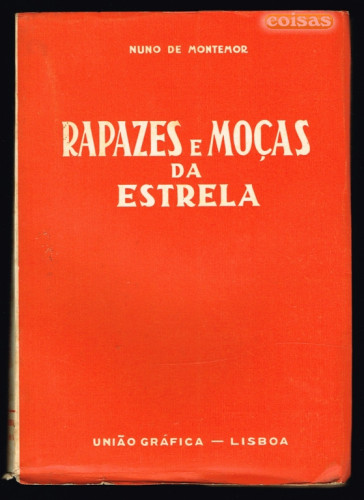 coisas
NUNO DE MONTEMOR
RAPAZES E MOÇAS
DA
ESTRELA
UNIÃO GRÁFICA — LISBOA